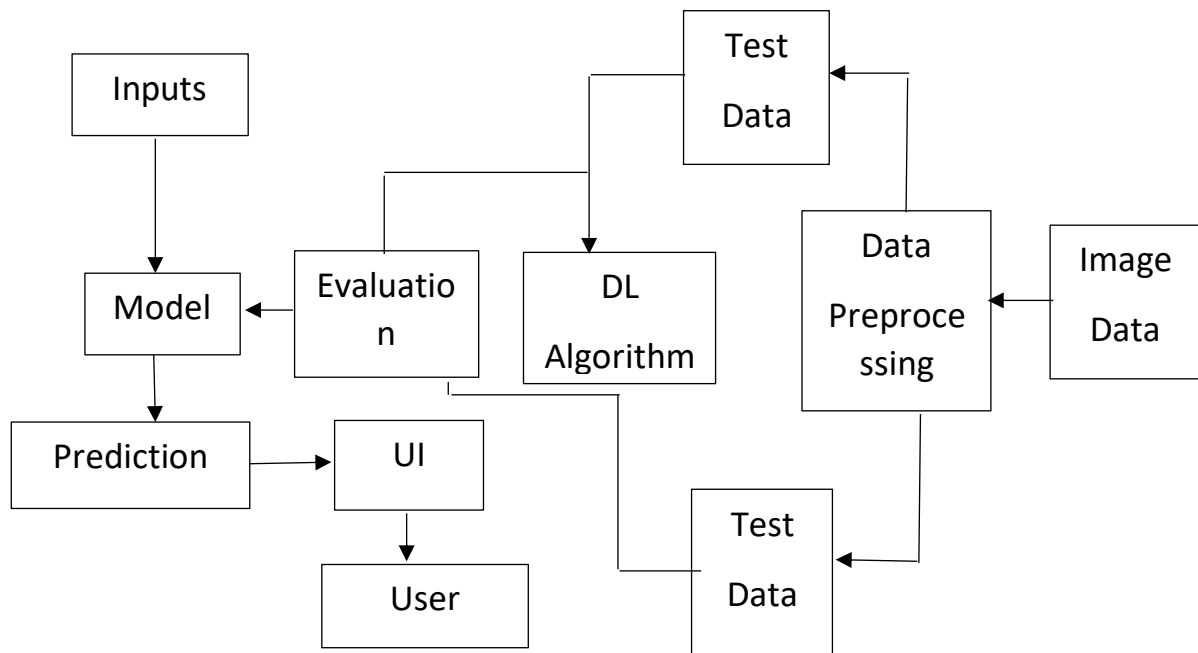 Inputs
Test
Data
Evaluatio
n
DL
Algorithm
Data
Preproce
ssing
Image
Data
Model
Prediction
UI
Test
Data
User